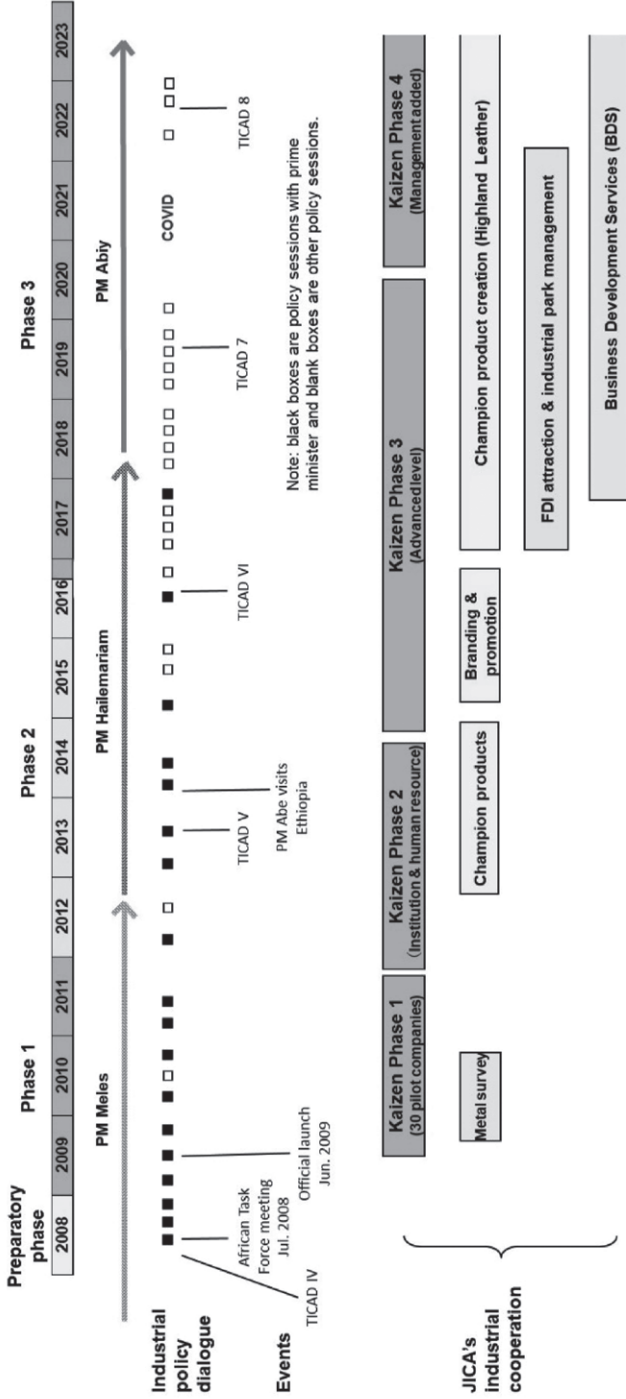 Preparatory
phase
Phase 1
Phase 2
Phase 3
2008
2009
2010
2011
2012
2013
2014
2015
2016
2017
2018
2019
2020
2021
2022
2023
PM Meles
PM Hailemariam
PM Abiy
Industrial
policy
dialogue
COVID
Events
TICAD IV
African Task
Force meeting
Jul. 2008
Official launch
Jun. 2009
TICAD V
PM Abe visits
Ethiopia
TICAD VI
TICAD 7
TICAD 8
Note: black boxes are policy sessions with prime
minister and blank boxes are other policy sessions.
JICA's
industrial
cooperation
Kaizen Phase 1
(30 pilot companies)
Kaizen Phase 2
(Institution & human resource)
Kaizen Phase 3
(Advanced level)
Kaizen Phase 4
(Management added)
Metal survey
Champion products
Branding &
promotion
Champion product creation (Highland Leather)
FDI attraction & industrial park management
Business Development Services (BDS)